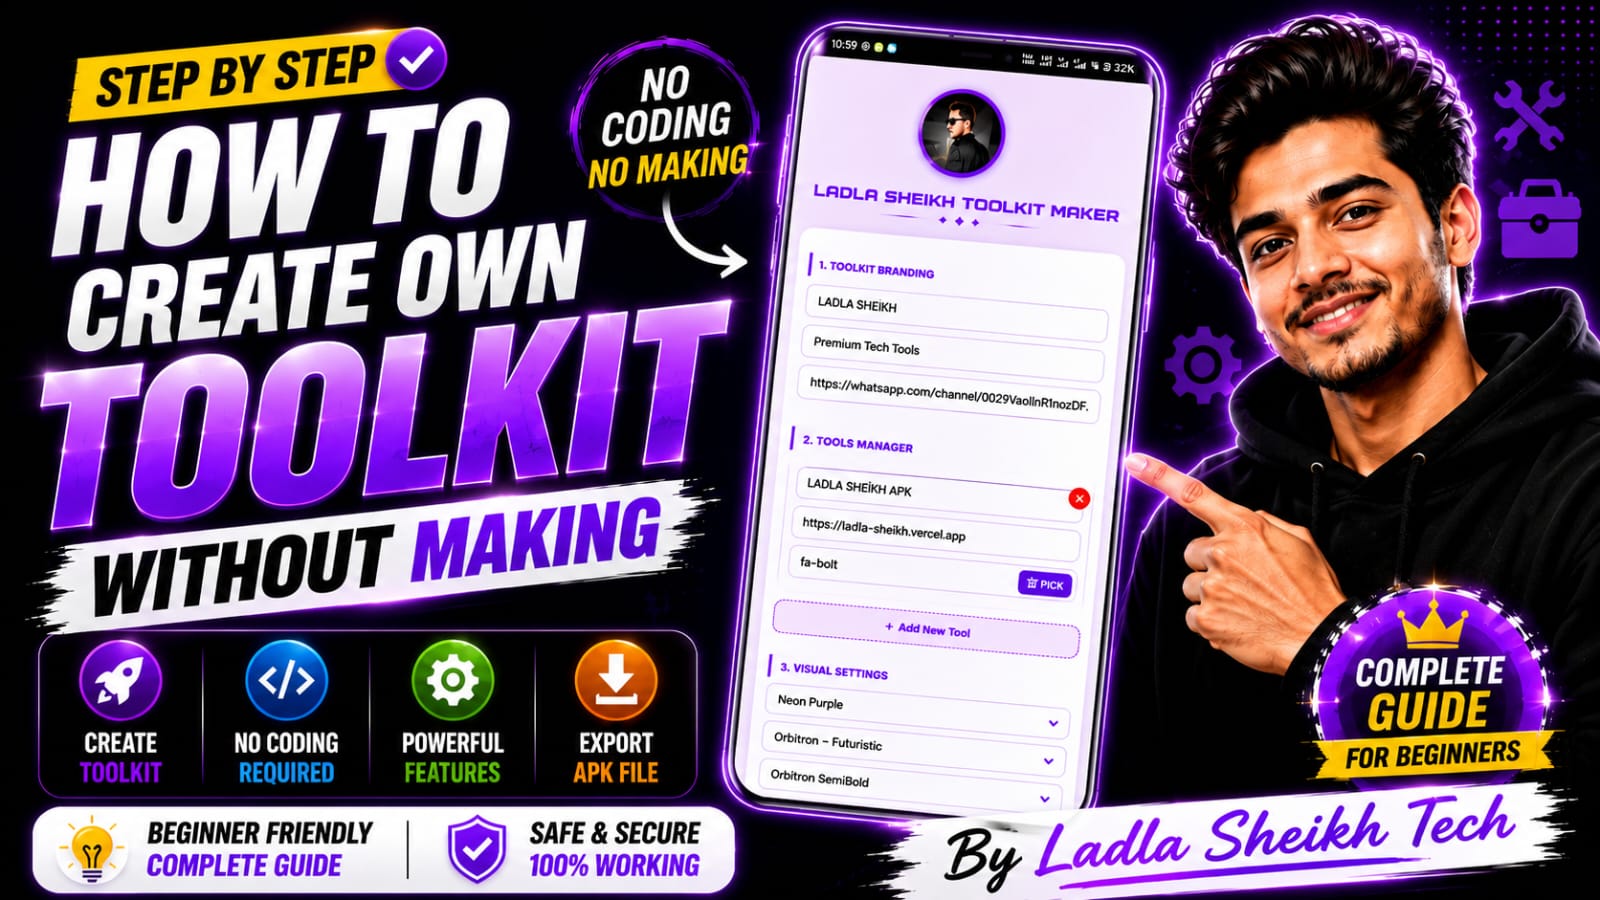 STEP BY STEP
HOW TO
CREATE OWN
TOOLKIT
WITHOUT MAKING
NO
CODING
NO MAKING
CREATE
TOOLKIT
NO CODING
REQUIRED
POWERFUL
FEATURES
EXPORT
APK FILE
BEGINNER FRIENDLY
COMPLETE GUIDE
SAFE & SECURE
100% WORKING
10:59
32K
LADLA SHEIKH TOOLKIT MAKER
1. TOOLKIT BRANDING
LADLA SHEIKH
Premium Tech Tools
https://whatsapp.com/channel/0029VaollnR1nozDF.
2. TOOLS MANAGER
LADLA SHEIKH APK
https://ladla-sheikh.vercel.app
fa-bolt
PICK
+ Add New Tool
3. VISUAL SETTINGS
Neon Purple
Orbitron – Futuristic
Orbitron SemiBold
COMPLETE
GUIDE
FOR BEGINNERS
By Ladla Sheikh Tech